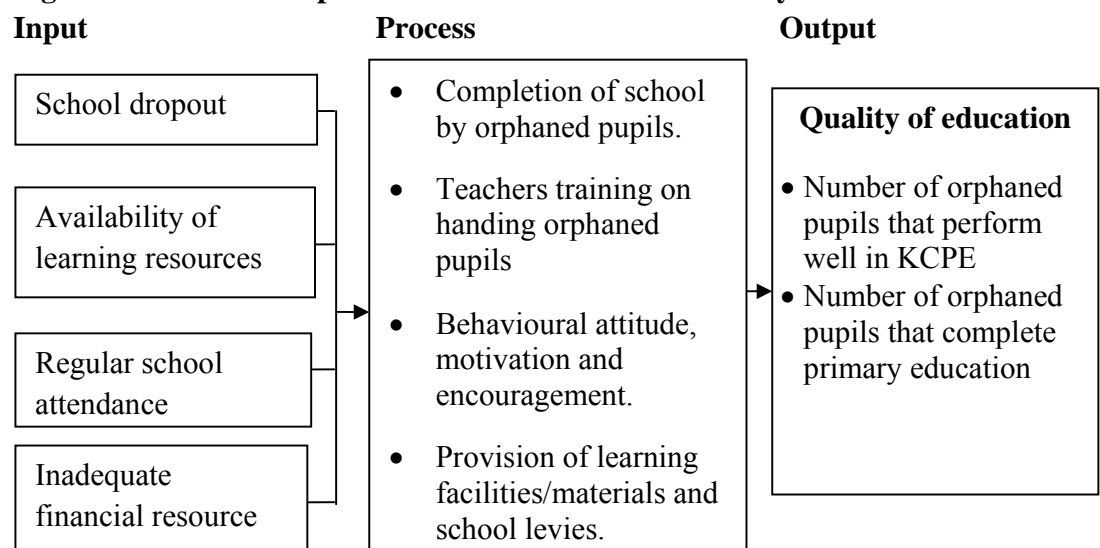 Input
Process
Output
School dropout
Availability of
learning resources
Regular school
attendance
Inadequate
financial resource
• Completion of school
by orphaned pupils.
• Teachers training on
handing orphaned
pupils
• Behavioural attitude,
motivation and
encouragement.
• Provision of learning
facilities/materials and
school levies.
Quality of education
• Number of orphaned
pupils that perform
well in KCPE
• Number of orphaned
pupils that complete
primary education